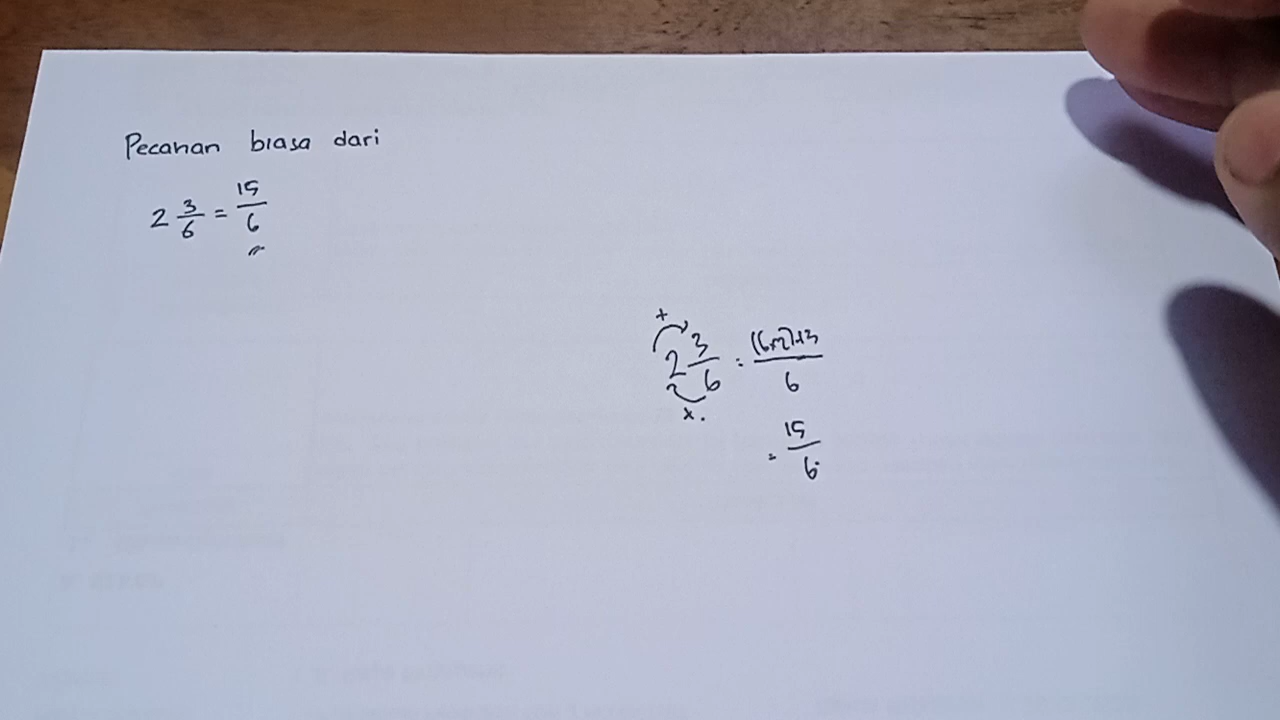 Pecahan biasa dari
2 3/6 = 15/6
+
2 3/6 = (6×2)+3/6
x.
= 15/6